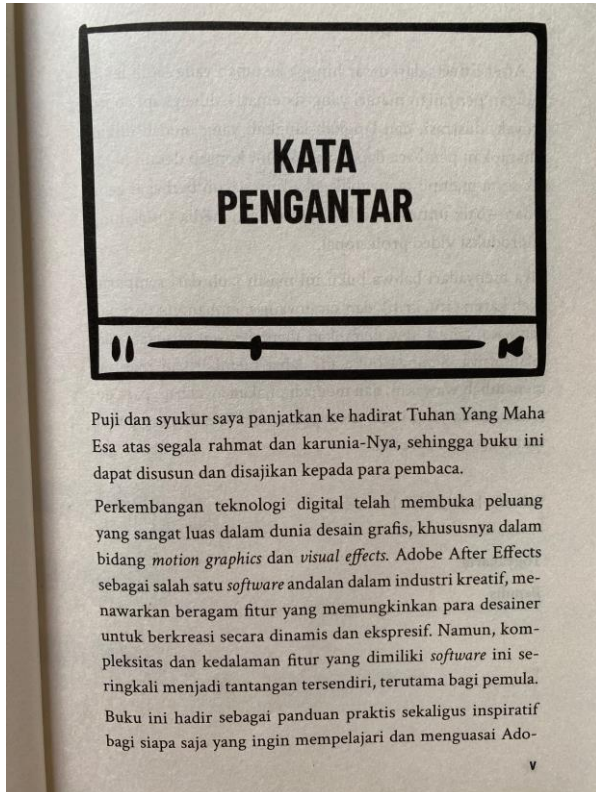 KATA
PENGANTAR
Puji dan syukur saya panjatkan ke hadirat Tuhan Yang Maha
Esa atas segala rahmat dan karunia-Nya, sehingga buku ini
dapat disusun dan disajikan kepada para pembaca.
Perkembangan teknologi digital telah membuka peluang
yang sangat luas dalam dunia desain grafis, khususnya dalam
bidang motion graphics dan visual effects. Adobe After Effects
sebagai salah satu software andalan dalam industri kreatif, me-
nawarkan beragam fitur yang memungkinkan para desainer
untuk berkreasi secara dinamis dan ekspresif. Namun, kom-
pleksitas dan kedalaman fitur yang dimiliki software ini se-
ringkali menjadi tantangan tersendiri, terutama bagi pemula.
Buku ini hadir sebagai panduan praktis sekaligus inspiratif
bagi siapa saja yang ingin mempelajari dan menguasai Ado-
v